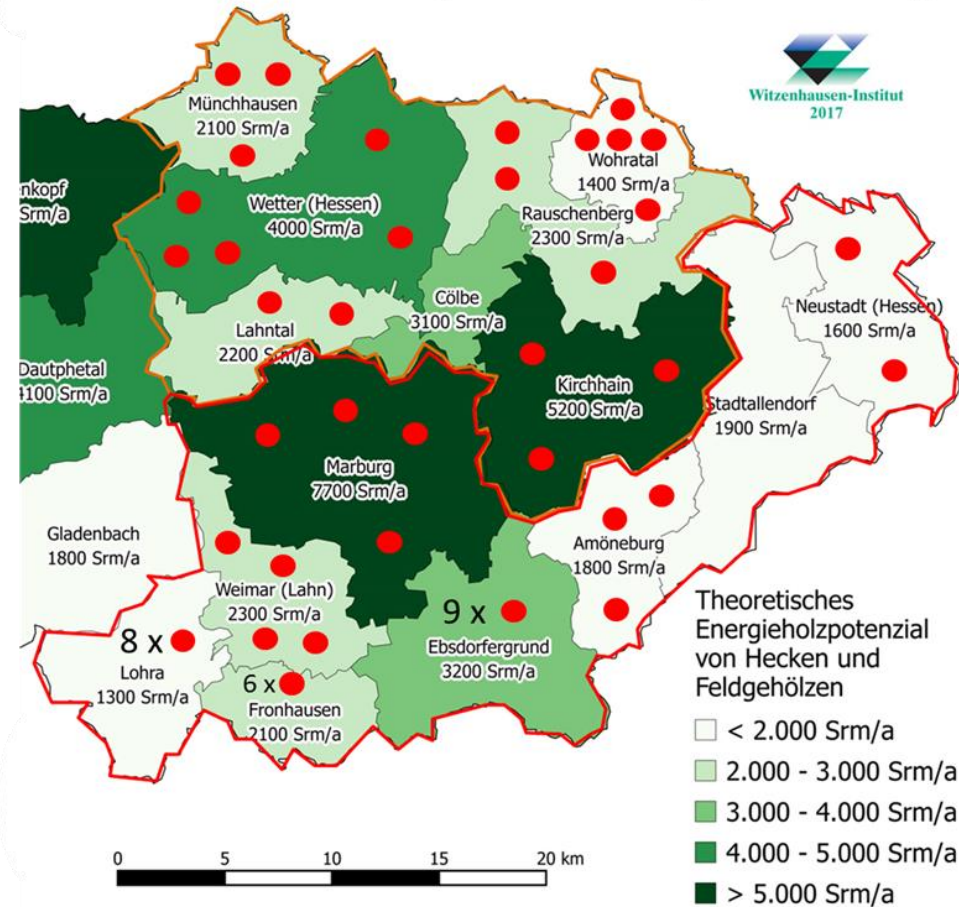 Witzenhausen-Institut
2017
Münchhausen
2100 Srm/a
Wohratal
1400 Srm/a
enkopf
Srm/a
Wetter (Hessen)
4000 Srm/a
Rauschenberg
2300 Srm/a
Cölbe
3100 Srm/a
Neustadt (Hessen)
1600 Srm/a
Lahntal
2200 Srm/a
Dautphetal
4100 Srm/a
Kirchhain
5200 Srm/a
Stadtallendorf
1900 Srm/a
Marburg
7700 Srm/a
Gladenbach
1800 Srm/a
Amöneburg
1800 Srm/a
Weimar (Lahn)
2300 Srm/a
9 x
Ebsdorfergrund
3200 Srm/a
8 x
Lohra
1300 Srm/a
6 x
Fronhausen
2100 Srm/a
Theoretisches
Energieholzpotenzial
von Hecken und
Feldgehölzen
< 2.000 Srm/a
2.000 - 3.000 Srm/a
3.000 - 4.000 Srm/a
4.000 - 5.000 Srm/a
> 5.000 Srm/a
0 5 10 15 20 km